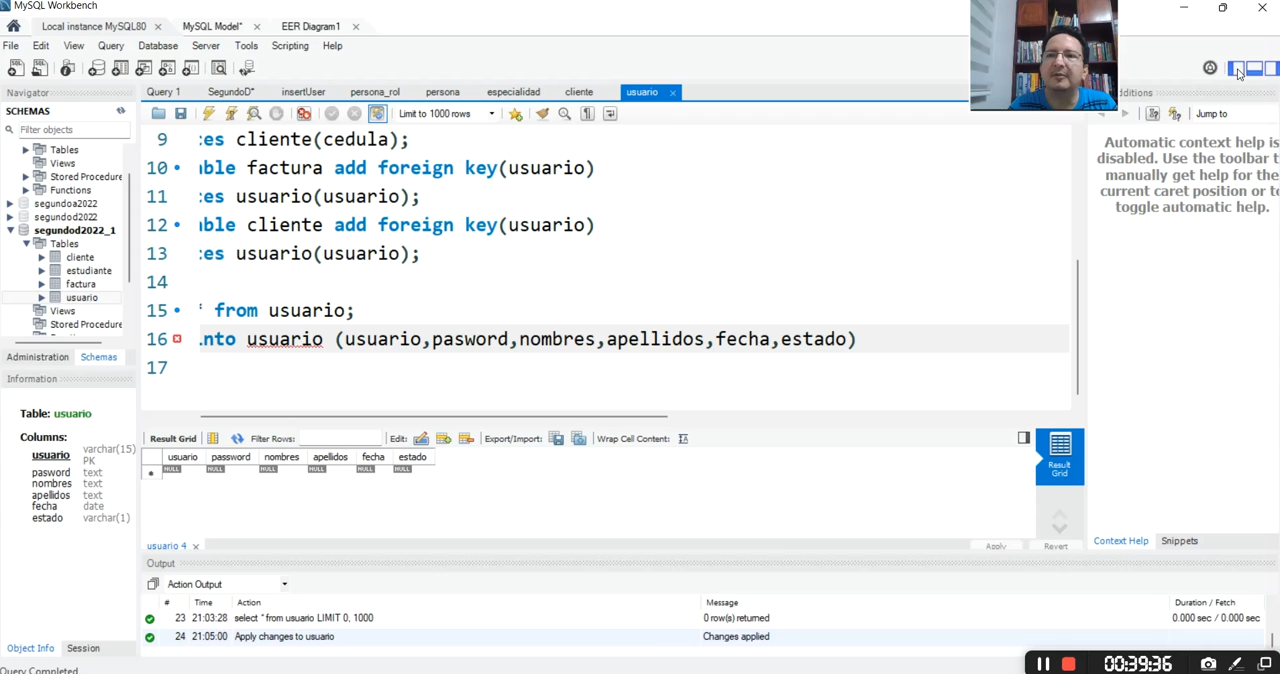 MySQL Workbench
Local instance MySQL80 ×
MySQL Model* ×
EER Diagram1 ×
File Edit View Query Database Server Tools Scripting Help
Navigator
Query 1 SegundoD* insertUser persona_rol persona especialidad cliente usuario ×
dditions
SCHEMAS
Limit to 1000 rows
Jump to
Filter objects
Tables
Views
Stored Procedure
Functions
segundoa2022
segundod2022
segundod2022_1
Tables
cliente
estudiante
factura
usuario
Views
Stored Procedure
Administration Schemas
Information
Table: usuario
Columns:
usuario varchar(15)
PK
pasword text
nombres text
apellidos text
fecha date
estado varchar(1)
Object Info Session
Query Completed
9 :es cliente(cedula);
10 able factura add foreign key(usuario)
11 :es usuario(usuario);
12 able cliente add foreign key(usuario)
13 :es usuario(usuario);
14
15 * from usuario;
16 nto usuario (usuario,pasword,nombres,apellidos,fecha,estado)
17
Automatic context help is
disabled. Use the toolbar t
manually get help for the
current caret position or to
toggle automatic help.
Result Grid Filter Rows: Edit: Export/Import: Wrap Cell Content:
usuario password nombres apellidos fecha estado
NULL NULL NULL NULL NULL NULL
Result
Grid
usuario 4 ×
Apply Revert
Context Help Snippets
Output
Action Output
# Time Action Message Duration / Fetch
23 21:03:28 select * from usuario LIMIT 0, 1000 0 row(s) returned 0.000 sec / 0.000 sec
24 21:05:00 Apply changes to usuario Changes applied
00:39:36